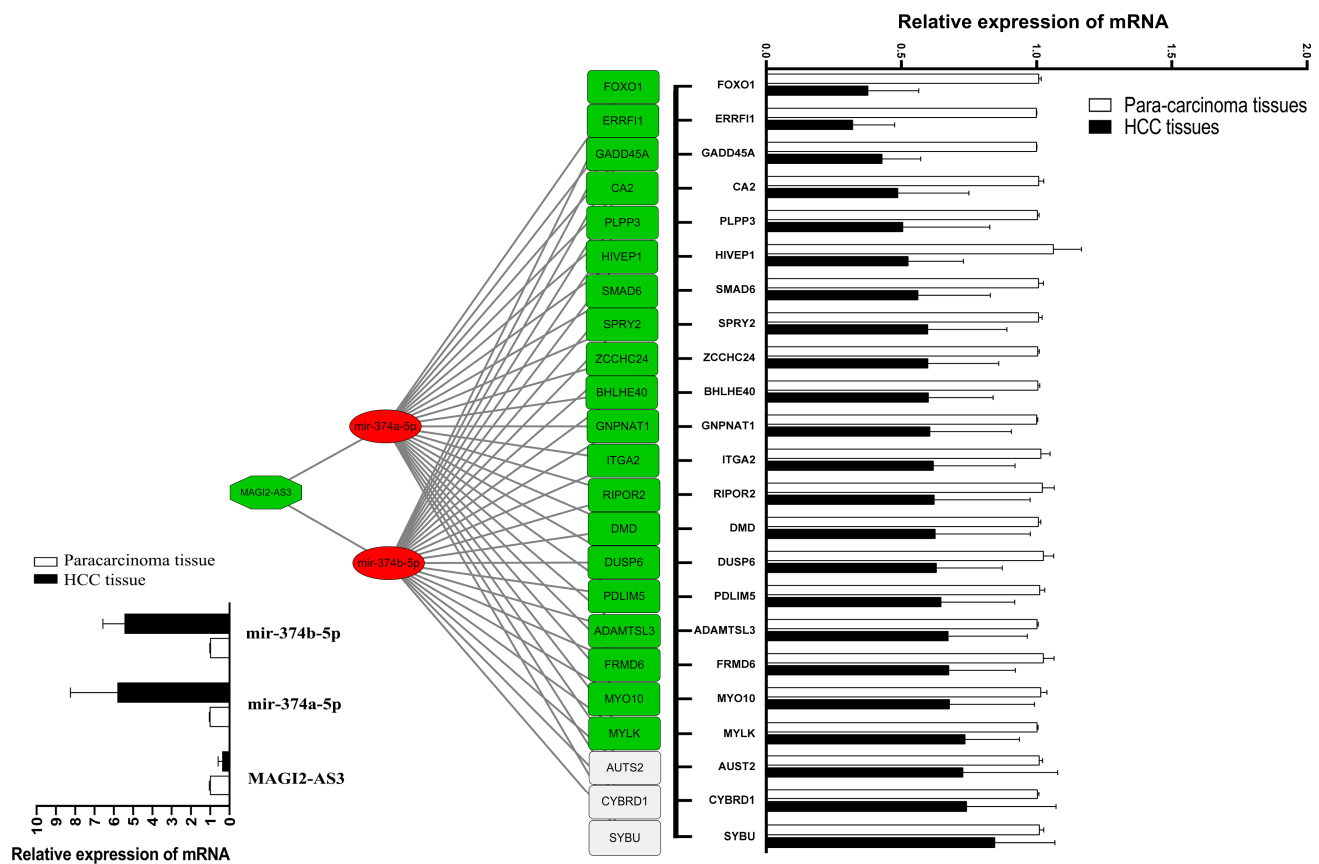 Relative expression of mRNA
0.0
0.5
1.0
1.5
2.0
Para-carcinoma tissues
HCC tissues
FOXO1
ERRFI1
GADD45A
CA2
PLPP3
HIVEP1
SMAD6
SPRY2
ZCCHC24
BHLHE40
GNPNAT1
ITGA2
RIPOR2
DMD
DUSP6
PDLIM5
ADAMTSL3
FRMD6
MYO10
MYLK
AUTS2
CYBRD1
SYBU
FOXO1
ERRFI1
GADD45A
CA2
PLPP3
HIVEP1
SMAD6
SPRY2
ZCCHC24
BHLHE40
GNPNAT1
ITGA2
RIPOR2
DMD
DUSP6
PDLIM5
ADAMTSL3
FRMD6
MYO10
MYLK
AUST2
CYBRD1
SYBU
mir-374a-5p
MAGI2-AS3
mir-374b-5p
Paracarcinoma tissue
HCC tissue
mir-374b-5p
mir-374a-5p
MAGI2-AS3
10
9
8
7
6
5
4
3
2
1
0
Relative expression of mRNA